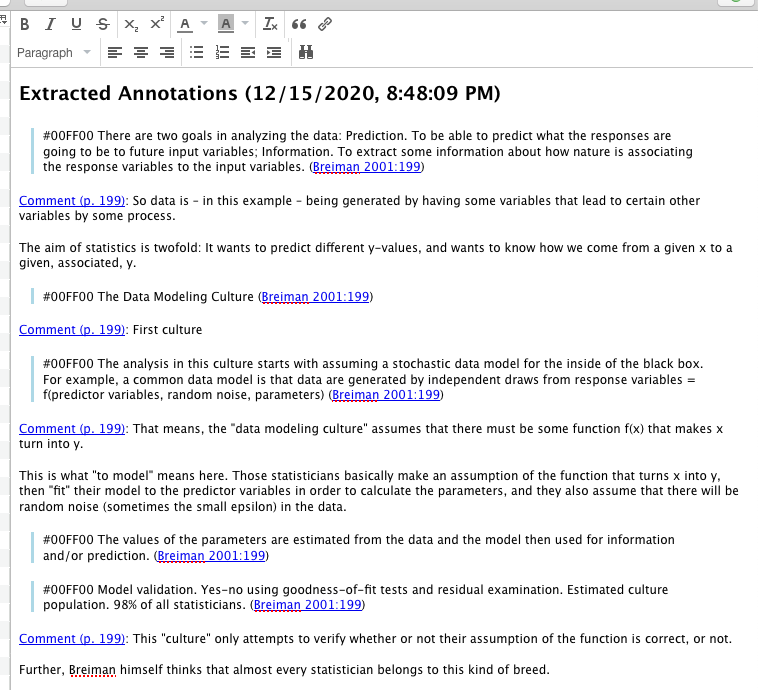 B I U S X₂ X² A A Tx
Paragraph
Extracted Annotations (12/15/2020, 8:48:09 PM)
#00FF00 There are two goals in analyzing the data: Prediction. To be able to predict what the responses are
going to be to future input variables; Information. To extract some information about how nature is associating
the response variables to the input variables. (Breiman 2001:199)
Comment (p. 199): So data is – in this example – being generated by having some variables that lead to certain other
variables by some process.
The aim of statistics is twofold: It wants to predict different y-values, and wants to know how we come from a given x to a
given, associated, y.
#00FF00 The Data Modeling Culture (Breiman 2001:199)
Comment (p. 199): First culture
#00FF00 The analysis in this culture starts with assuming a stochastic data model for the inside of the black box.
For example, a common data model is that data are generated by independent draws from response variables =
f(predictor variables, random noise, parameters) (Breiman 2001:199)
Comment (p. 199): That means, the "data modeling culture" assumes that there must be some function f(x) that makes x
turn into y.
This is what "to model" means here. Those statisticians basically make an assumption of the function that turns x into y,
then "fit" their model to the predictor variables in order to calculate the parameters, and they also assume that there will be
random noise (sometimes the small epsilon) in the data.
#00FF00 The values of the parameters are estimated from the data and the model then used for information
and/or prediction. (Breiman 2001:199)
#00FF00 Model validation. Yes–no using goodness-of-fit tests and residual examination. Estimated culture
population. 98% of all statisticians. (Breiman 2001:199)
Comment (p. 199): This "culture" only attempts to verify whether or not their assumption of the function is correct, or not.
Further, Breiman himself thinks that almost every statistician belongs to this kind of breed.